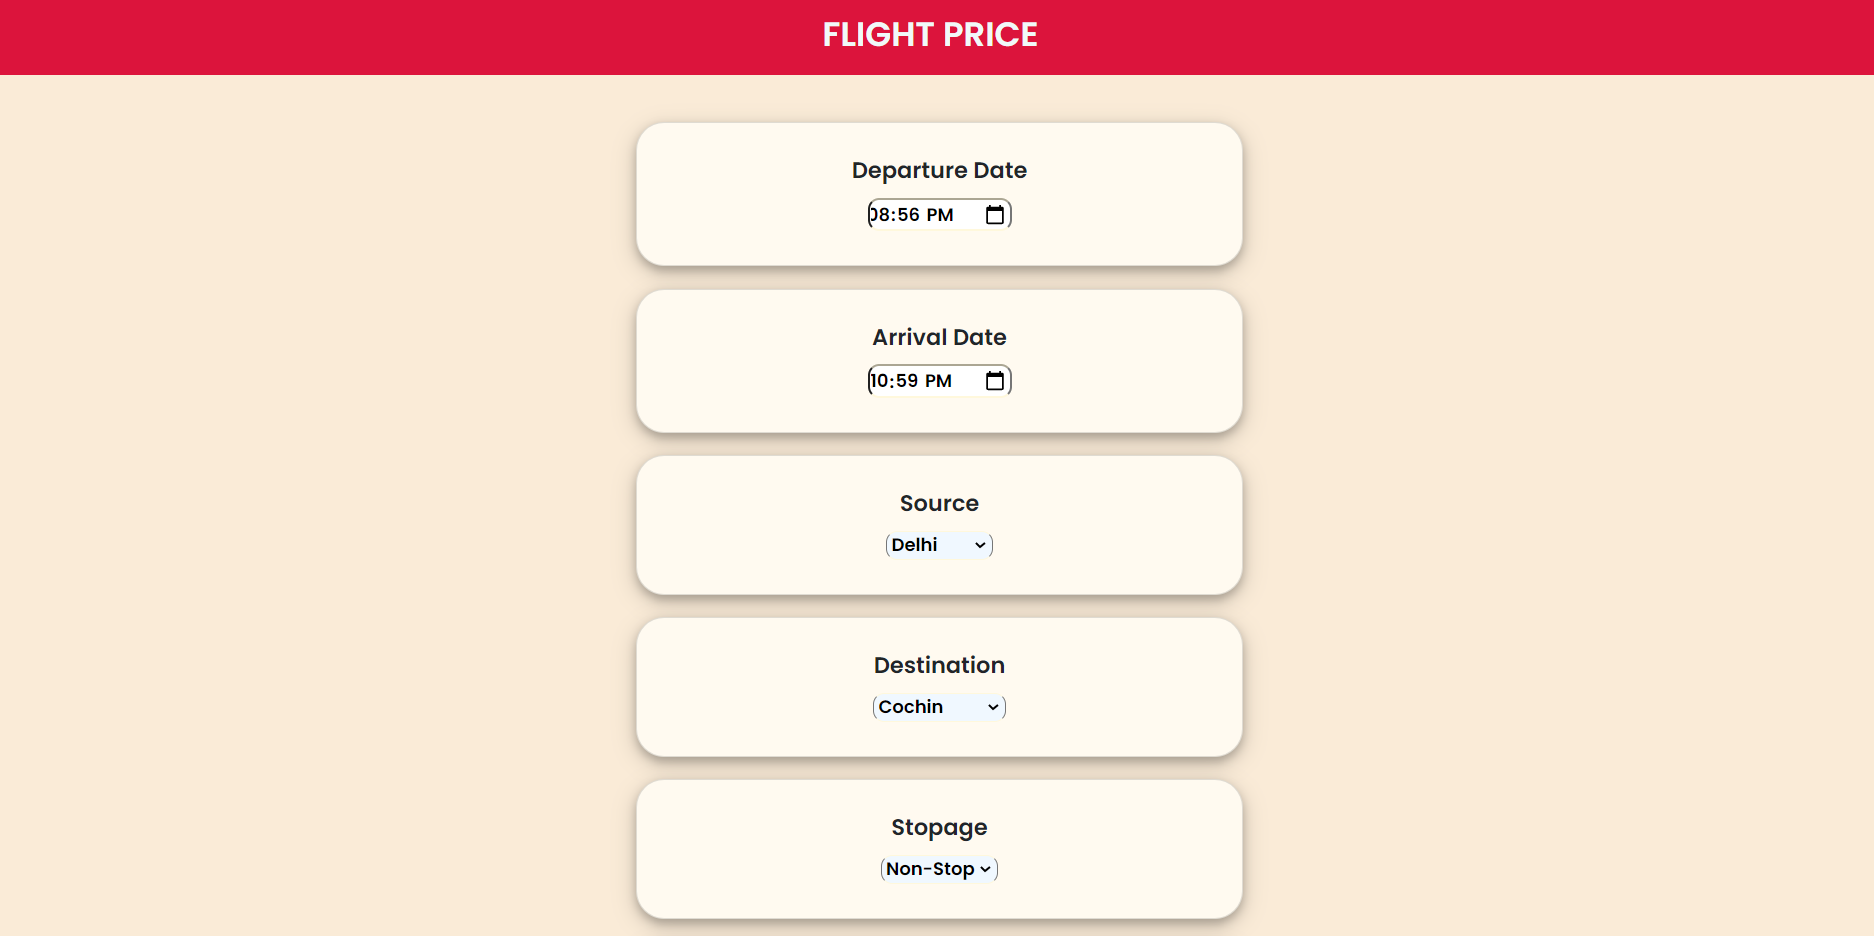 FLIGHT PRICE
Departure Date
08:56 PM
Arrival Date
10:59 PM
Source
Delhi
Destination
Cochin
Stopage
Non-Stop